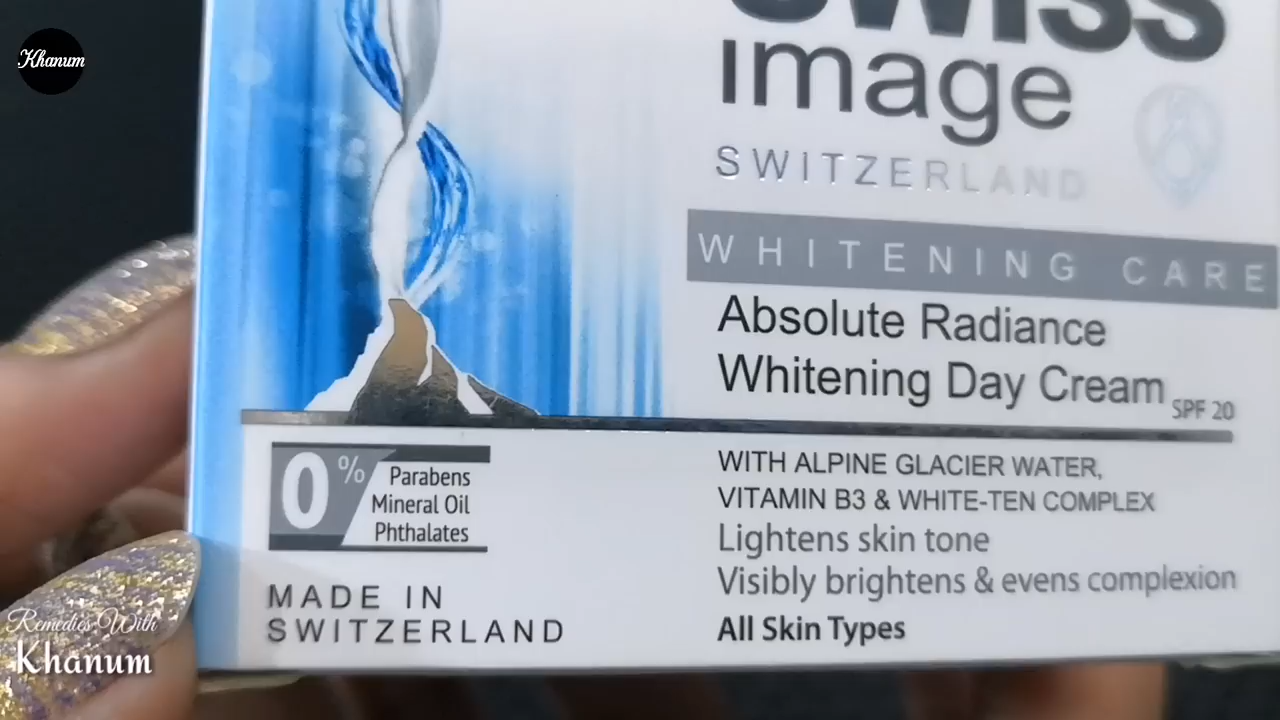 Khanum
SWISS
image
SWITZERLAND
WHITENING CARE
Absolute Radiance
Whitening Day Cream
SPF 20
0%
Parabens
Mineral Oil
Phthalates
MADE IN
SWITZERLAND
WITH ALPINE GLACIER WATER,
VITAMIN B3 & WHITE-TEN COMPLEX
Lightens skin tone
Visibly brightens & evens complexion
All Skin Types
Remedies With
Khanum